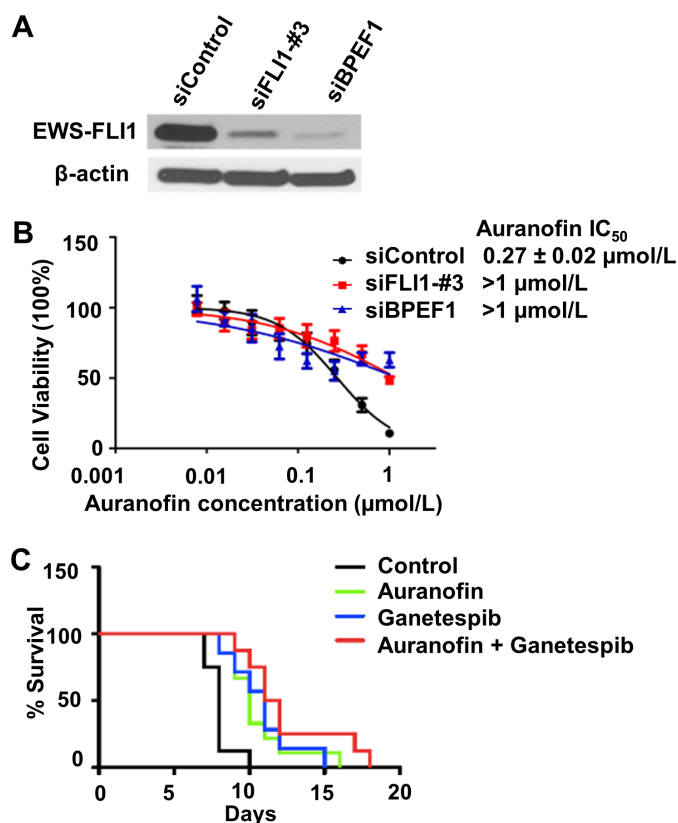 A
siControl
siFLI1-#3
siBPEF1
EWS-FLI1
β-actin
B
Auranofin IC50
siControl 0.27 ± 0.02 μmol/L
siFLI1-#3 >1 μmol/L
siBPEF1 >1 μmol/L
Cell Viability (100%)
150
100
50
0
0.001 0.01 0.1 1
Auranofin concentration (μmol/L)
C
Control
Auranofin
Ganetespib
Auranofin + Ganetespib
% Survival
150
100
50
0
0 5 10 15 20
Days